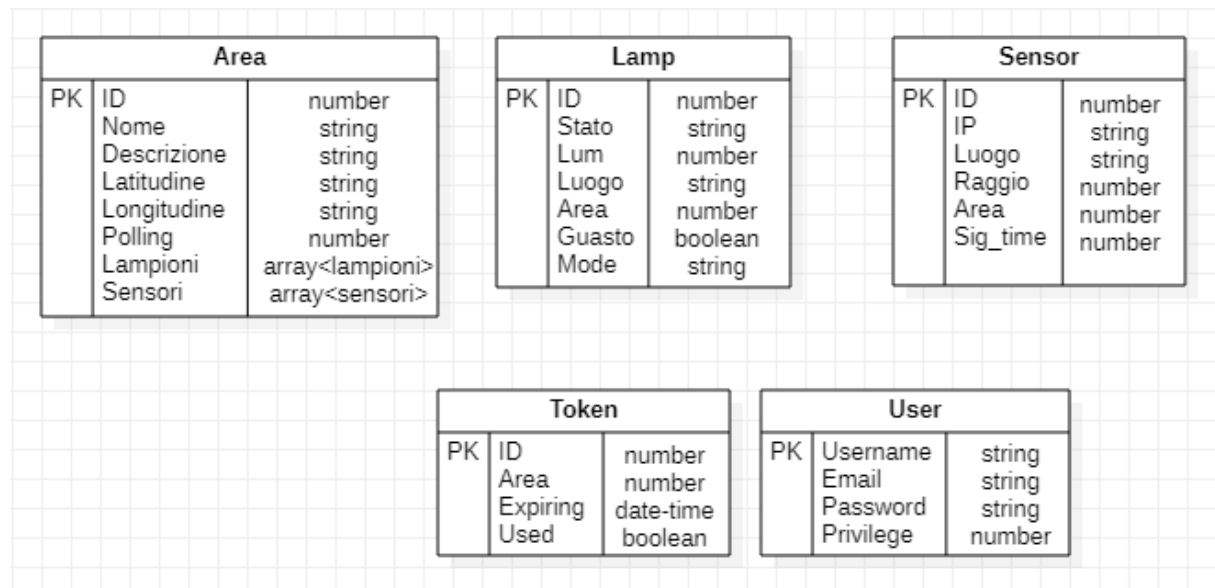 Area
PK ID number
Nome string
Descrizione string
Latitudine string
Longitudine string
Polling number
Lampioni array<lampioni>
Sensori array<sensori>
Lamp
PK ID number
Stato string
Lum number
Luogo string
Area number
Guasto boolean
Mode string
Sensor
PK ID number
IP string
Luogo string
Raggio number
Area number
Sig_time number
Token
PK ID number
Area number
Expiring date-time
Used boolean
User
PK Username string
Email string
Password string
Privilege number